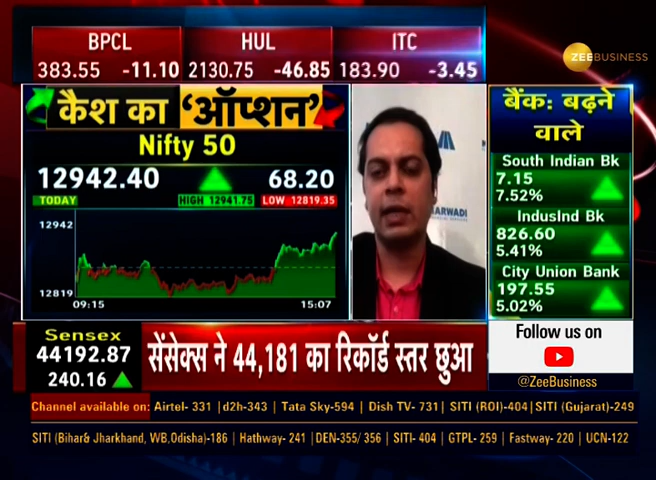 BPCL HUL ITC
383.55 -11.10 2130.75 -46.85 183.90 -3.45
ZEE BUSINESS
कैश का 'ऑप्शन'
Nifty 50
12942.40 68.20
TODAY HIGH 12941.75 LOW 12819.35
12942
12819
09:15 15:07
ARWADI
बैंक: बढ़ने
वाले
South Indian Bk
7.15
7.52%
IndusInd Bk
826.60
5.41%
City Union Bank
197.55
5.02%
Sensex
44192.87
240.16
सेंसेक्स ने 44,181 का रिकॉर्ड स्तर छुआ
Follow us on
@ZeeBusiness
Channel available on: Airtel- 331 | d2h-343 | Tata Sky-594 | Dish TV- 731| SITI (ROI)-404| SITI (Gujarat)-249
SITI (Bihar& Jharkhand, WB,Odisha)-186 | Hathway- 241 |DEN-355/ 356 | SITI- 404 | GTPL- 259 | Fastway- 220 | UCN-122